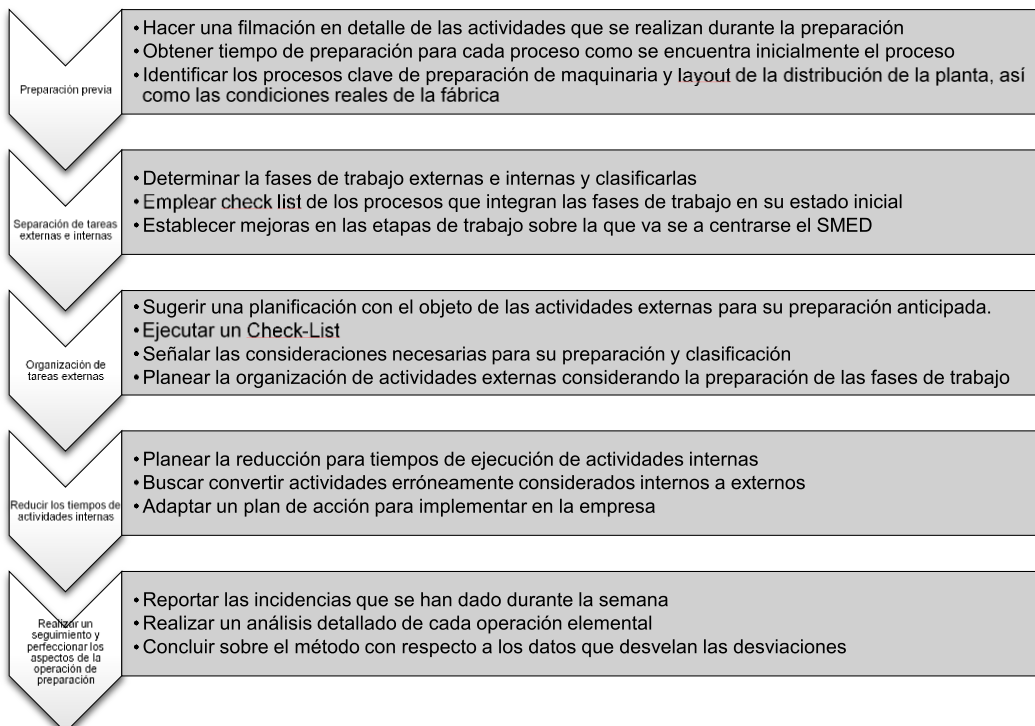 Preparación previa
• Hacer una filmación en detalle de las actividades que se realizan durante la preparación
• Obtener tiempo de preparación para cada proceso como se encuentra inicialmente el proceso
• Identificar los procesos clave de preparación de maquinaria y layout de la distribución de la planta, así
como las condiciones reales de la fábrica
Separación de tareas
externas e internas
• Determinar la fases de trabajo externas e internas y clasificarlas
• Emplear check list de los procesos que integran las fases de trabajo en su estado inicial
• Establecer mejoras en las etapas de trabajo sobre la que va se a centrarse el SMED
Organización de
tareas externas
• Sugerir una planificación con el objeto de las actividades externas para su preparación anticipada.
• Ejecutar un Check-List
• Señalar las consideraciones necesarias para su preparación y clasificación
• Planear la organización de actividades externas considerando la preparación de las fases de trabajo
Reducir los tiempos de
actividades internas
• Planear la reducción para tiempos de ejecución de actividades internas
• Buscar convertir actividades erróneamente considerados internos a externos
• Adaptar un plan de acción para implementar en la empresa
Realizar un
seguimiento y
perfeccionar los
aspectos de la
operación de
preparación
• Reportar las incidencias que se han dado durante la semana
• Realizar un análisis detallado de cada operación elemental
• Concluir sobre el método con respecto a los datos que desvelan las desviaciones